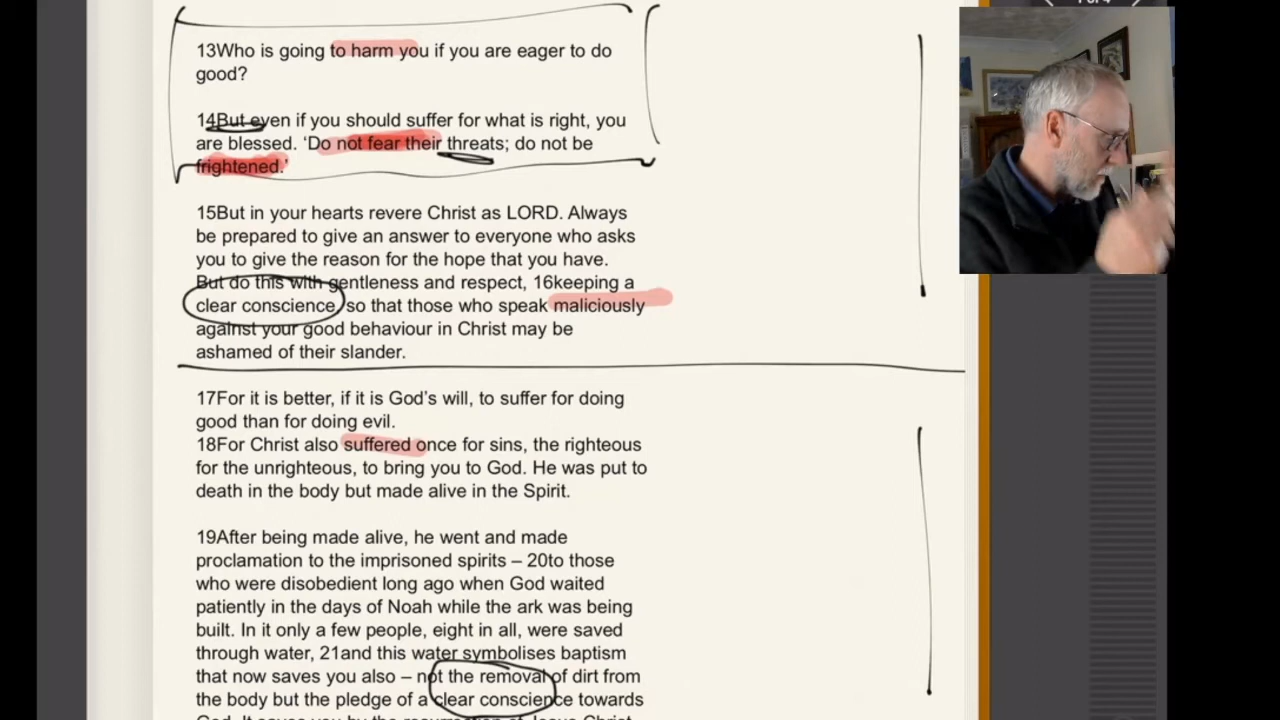 13Who is going to harm you if you are eager to do
good?
14But even if you should suffer for what is right, you
are blessed. ‘Do not fear their threats; do not be
frightened.’
15But in your hearts revere Christ as LORD. Always
be prepared to give an answer to everyone who asks
you to give the reason for the hope that you have.
But do this with gentleness and respect, 16keeping a
clear conscience, so that those who speak maliciously
against your good behaviour in Christ may be
ashamed of their slander.
17For it is better, if it is God’s will, to suffer for doing
good than for doing evil.
18For Christ also suffered once for sins, the righteous
for the unrighteous, to bring you to God. He was put to
death in the body but made alive in the Spirit.
19After being made alive, he went and made
proclamation to the imprisoned spirits – 20to those
who were disobedient long ago when God waited
patiently in the days of Noah while the ark was being
built. In it only a few people, eight in all, were saved
through water, 21and this water symbolises baptism
that now saves you also – not the removal of dirt from
the body but the pledge of a clear conscience towards